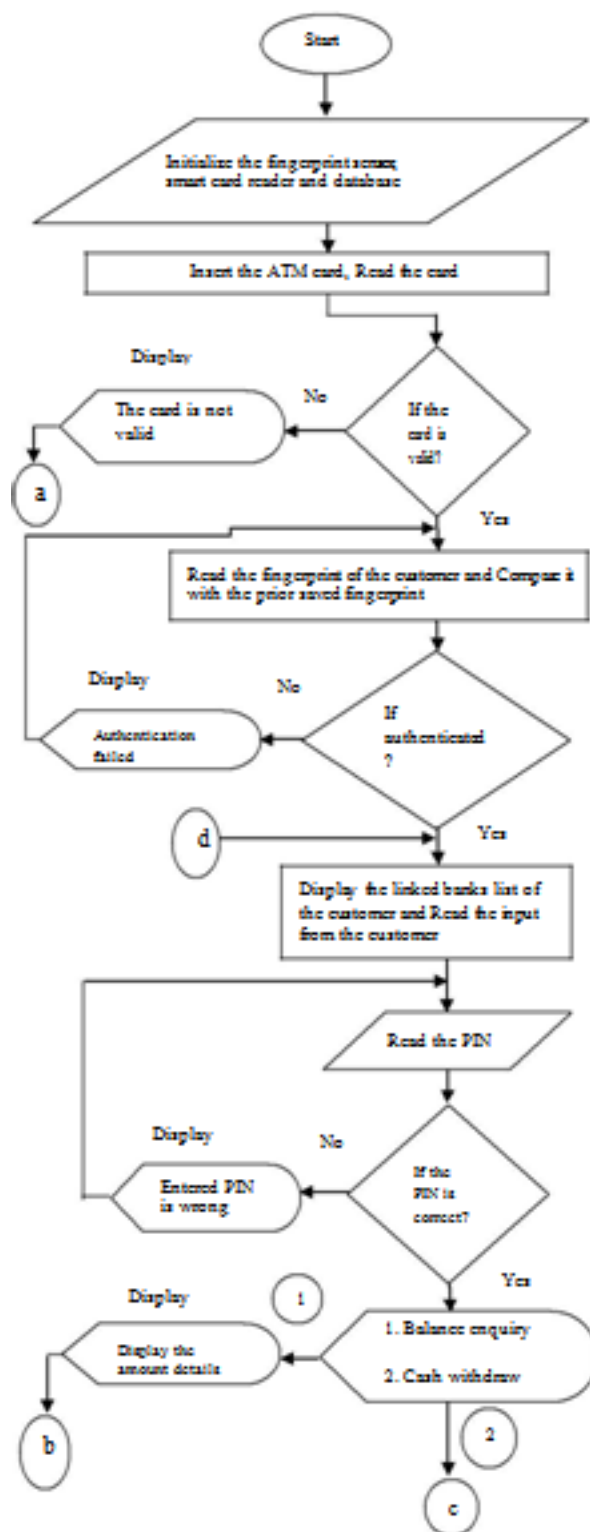 Start
Initialize the fingerprint sensor,
smart card reader and database
Insert the ATM card, Read the card
Display
No
The card is not
valid
If the
card is
valid?
a
Yes
Read the fingerprint of the customer and Compare it
with the prior saved fingerprint
Display
No
Authentication
failed
If
authenticated
?
d
Yes
Display the linked banks list of
the customer and Read the input
from the customer
Read the PIN
Display
No
Entered PIN
is wrong
If the
PIN is
correct?
Yes
Display
1
Display the
amount details
1. Balance enquiry
2. Cash withdraw
b
2
c